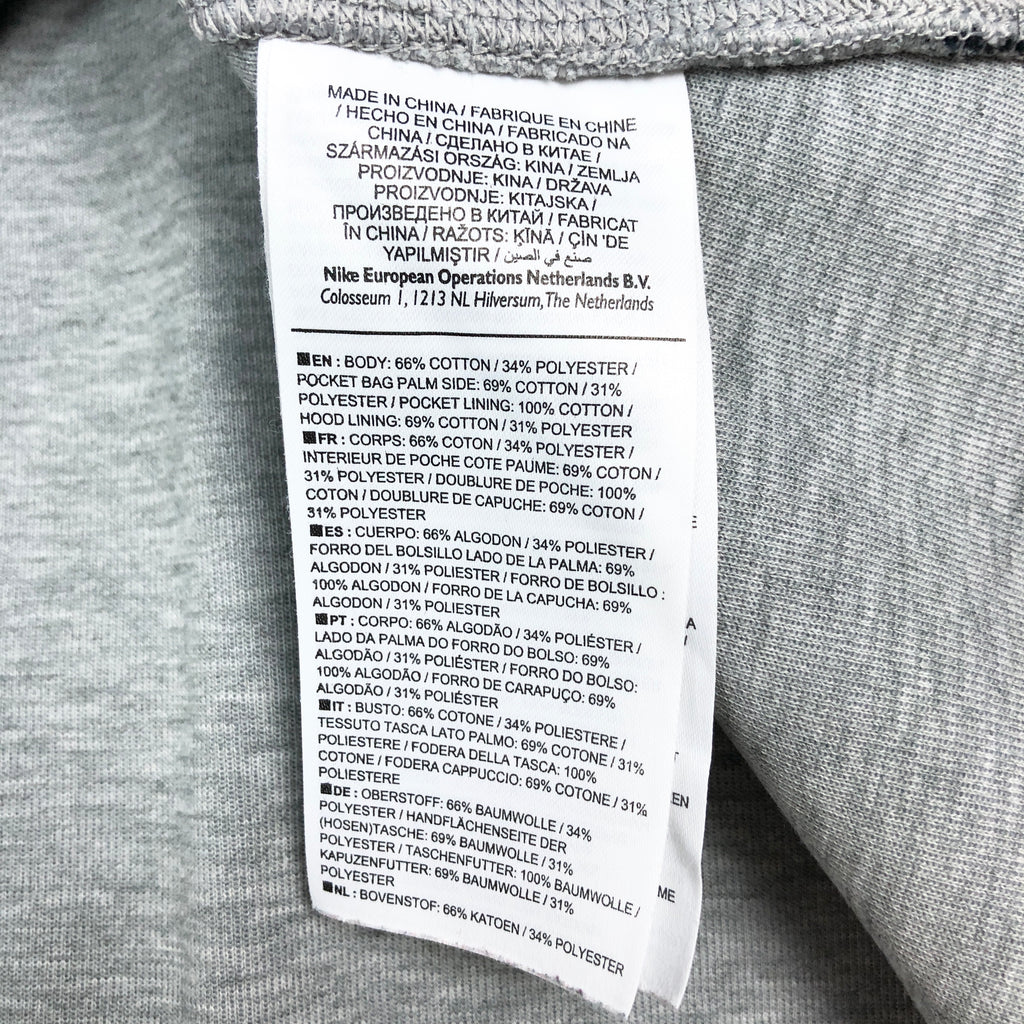 MADE IN CHINA / FABRIQUE EN CHINE
/ HECHO EN CHINA / FABRICADO NA
CHINA / СДЕЛАНО В КИТАЕ /
SZÁRMAZÁSI ORSZÁG: KINA / ZEMLJA
PROIZVODNJE: KINA / DRŽAVA
PROIZVODNJE: KITAJSKA /
ПРОИЗВЕДЕНО В КИТАЙ / FABRICAT
ÎN CHINA / RAŽOTS: ĶĪNĀ / ÇİN 'DE
YAPILMIŞTIR / صنع في الصين
Nike European Operations Netherlands B.V.
Colosseum 1, 1213 NL Hilversum, The Netherlands
EN : BODY: 66% COTTON / 34% POLYESTER /
POCKET BAG PALM SIDE: 69% COTTON / 31%
POLYESTER / POCKET LINING: 100% COTTON /
HOOD LINING: 69% COTTON / 31% POLYESTER
FR : CORPS: 66% COTON / 34% POLYESTER /
INTERIEUR DE POCHE COTE PAUME: 69% COTON /
31% POLYESTER / DOUBLURE DE POCHE: 100%
COTON / DOUBLURE DE CAPUCHE: 69% COTON /
31% POLYESTER
ES : CUERPO: 66% ALGODON / 34% POLIESTER /
FORRO DEL BOLSILLO LADO DE LA PALMA: 69%
ALGODON / 31% POLIESTER / FORRO DE BOLSILLO :
100% ALGODON / FORRO DE LA CAPUCHA: 69%
ALGODON / 31% POLIESTER
PT : CORPO: 66% ALGODÃO / 34% POLIÉSTER /
LADO DA PALMA DO FORRO DO BOLSO: 69%
ALGODÃO / 31% POLIÉSTER / FORRO DO BOLSO:
100% ALGODÃO / FORRO DE CARAPUÇO: 69%
ALGODÃO / 31% POLIÉSTER
IT : BUSTO: 66% COTONE / 34% POLIESTERE /
TESSUTO TASCA LATO PALMO: 69% COTONE / 31%
POLIESTERE / FODERA DELLA TASCA: 100%
COTONE / FODERA CAPPUCCIO: 69% COTONE / 31%
POLIESTERE
DE : OBERSTOFF: 66% BAUMWOLLE / 34%
POLYESTER / HANDFLÄCHENSEITE DER
(HOSEN)TASCHE: 69% BAUMWOLLE / 31%
POLYESTER / TASCHENFUTTER: 100% BAUMWOLLE /
KAPUZENFUTTER: 69% BAUMWOLLE / 31%
POLYESTER
NL : BOVENSTOF: 66% KATOEN / 34% POLYESTER